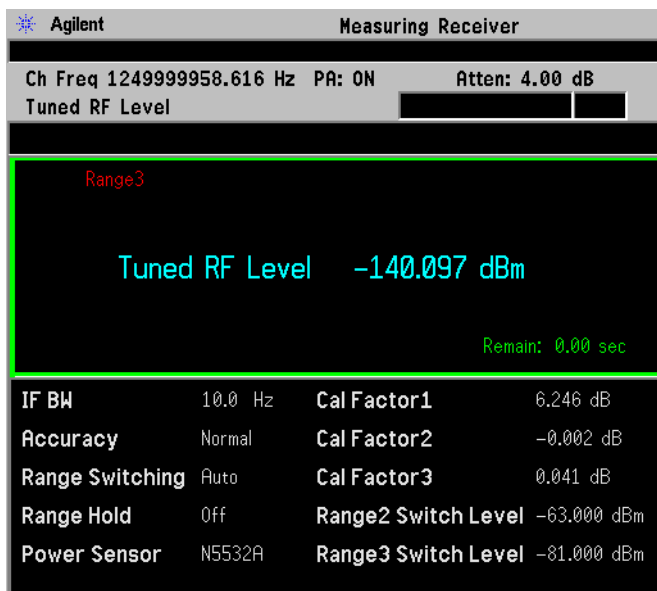 Agilent Measuring Receiver
Ch Freq 1249999958.616 Hz PA: ON Atten: 4.00 dB
Tuned RF Level
Range3
Tuned RF Level -140.097 dBm
Remain: 0.00 sec
IF BW 10.0 Hz Cal Factor1 6.246 dB
Accuracy Normal Cal Factor2 -0.002 dB
Range Switching Auto Cal Factor3 0.041 dB
Range Hold Off Range2 Switch Level -63.000 dBm
Power Sensor N5532A Range3 Switch Level -81.000 dBm